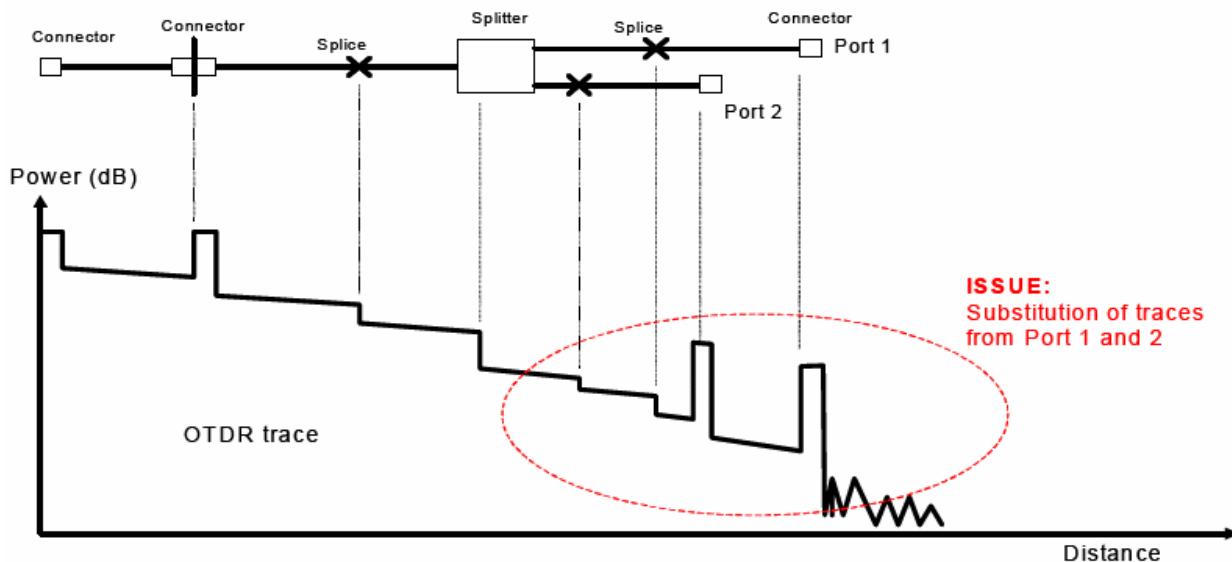 Connector
Connector
Splice
Splitter
Splice
Connector
Port 1
Port 2
Power (dB)
ISSUE:
Substitution of traces
from Port 1 and 2
OTDR trace
Distance